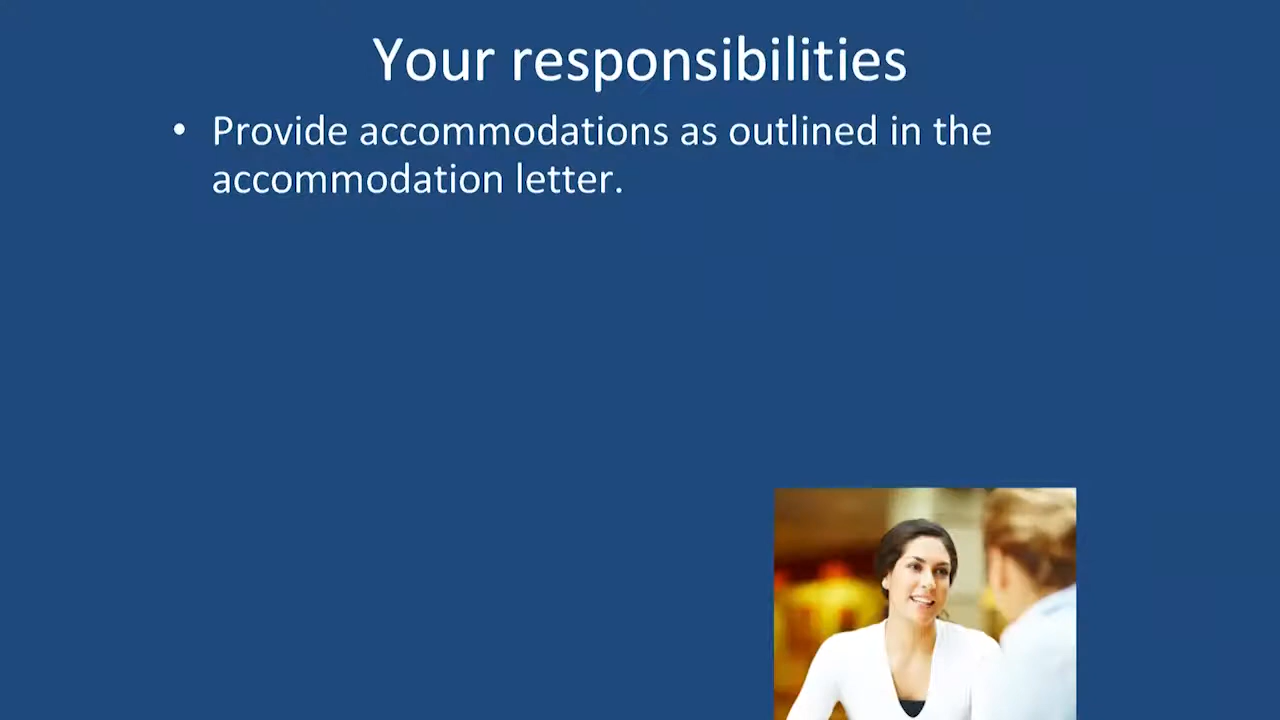 Your responsibilities
• Provide accommodations as outlined in the
accommodation letter.